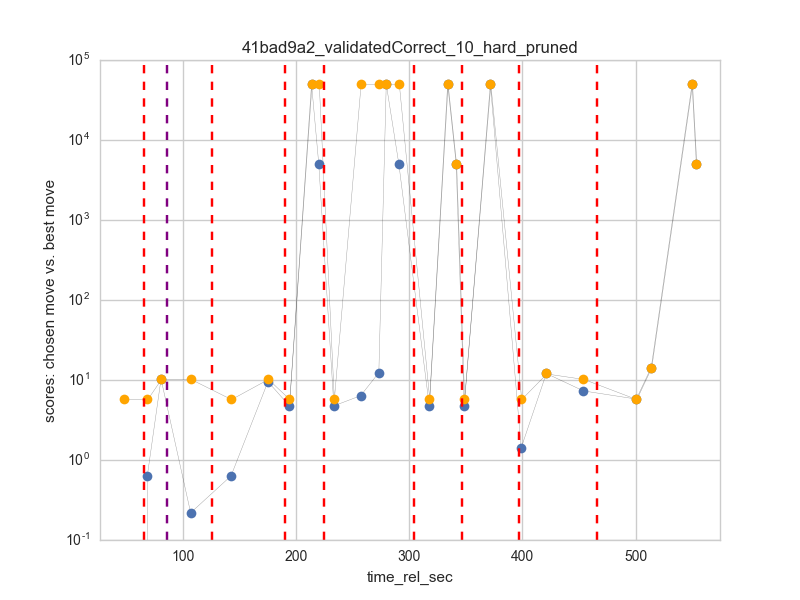 41bad9a2_validatedCorrect_10_hard_pruned
scores: chosen move vs. best move
10^5
10^4
10^3
10^2
10^1
10^0
10^-1
100 200 300 400 500
time_rel_sec